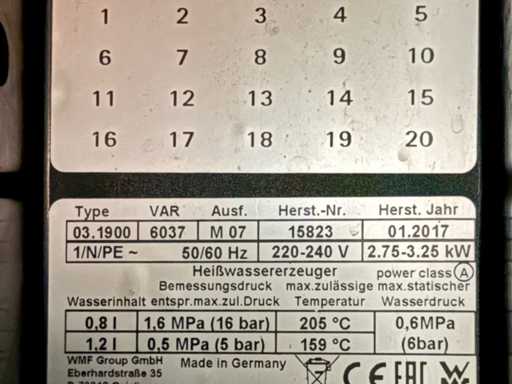 1 2 3 4 5
6 7 8 9 10
11 12 13 14 15
16 17 18 19 20
Type VAR Ausf. Herst.-Nr. Herst. Jahr
03.1900 6037 M 07 15823 01.2017
1/N/PE ~ 50/60 Hz 220-240 V 2.75-3.25 kW
Heißwassererzeuger power class A
Bemessungsdruck max.zulässige max.statischer
Wasserinhalt entspr.max.zul.Druck Temperatur Wasserdruck
0,8 l 1,6 MPa (16 bar) 205 °C 0,6MPa
1,2 l 0,5 MPa (5 bar) 159 °C (6bar)
WMF Group GmbH Made in Germany
Eberhardstraße 35 CE EAC